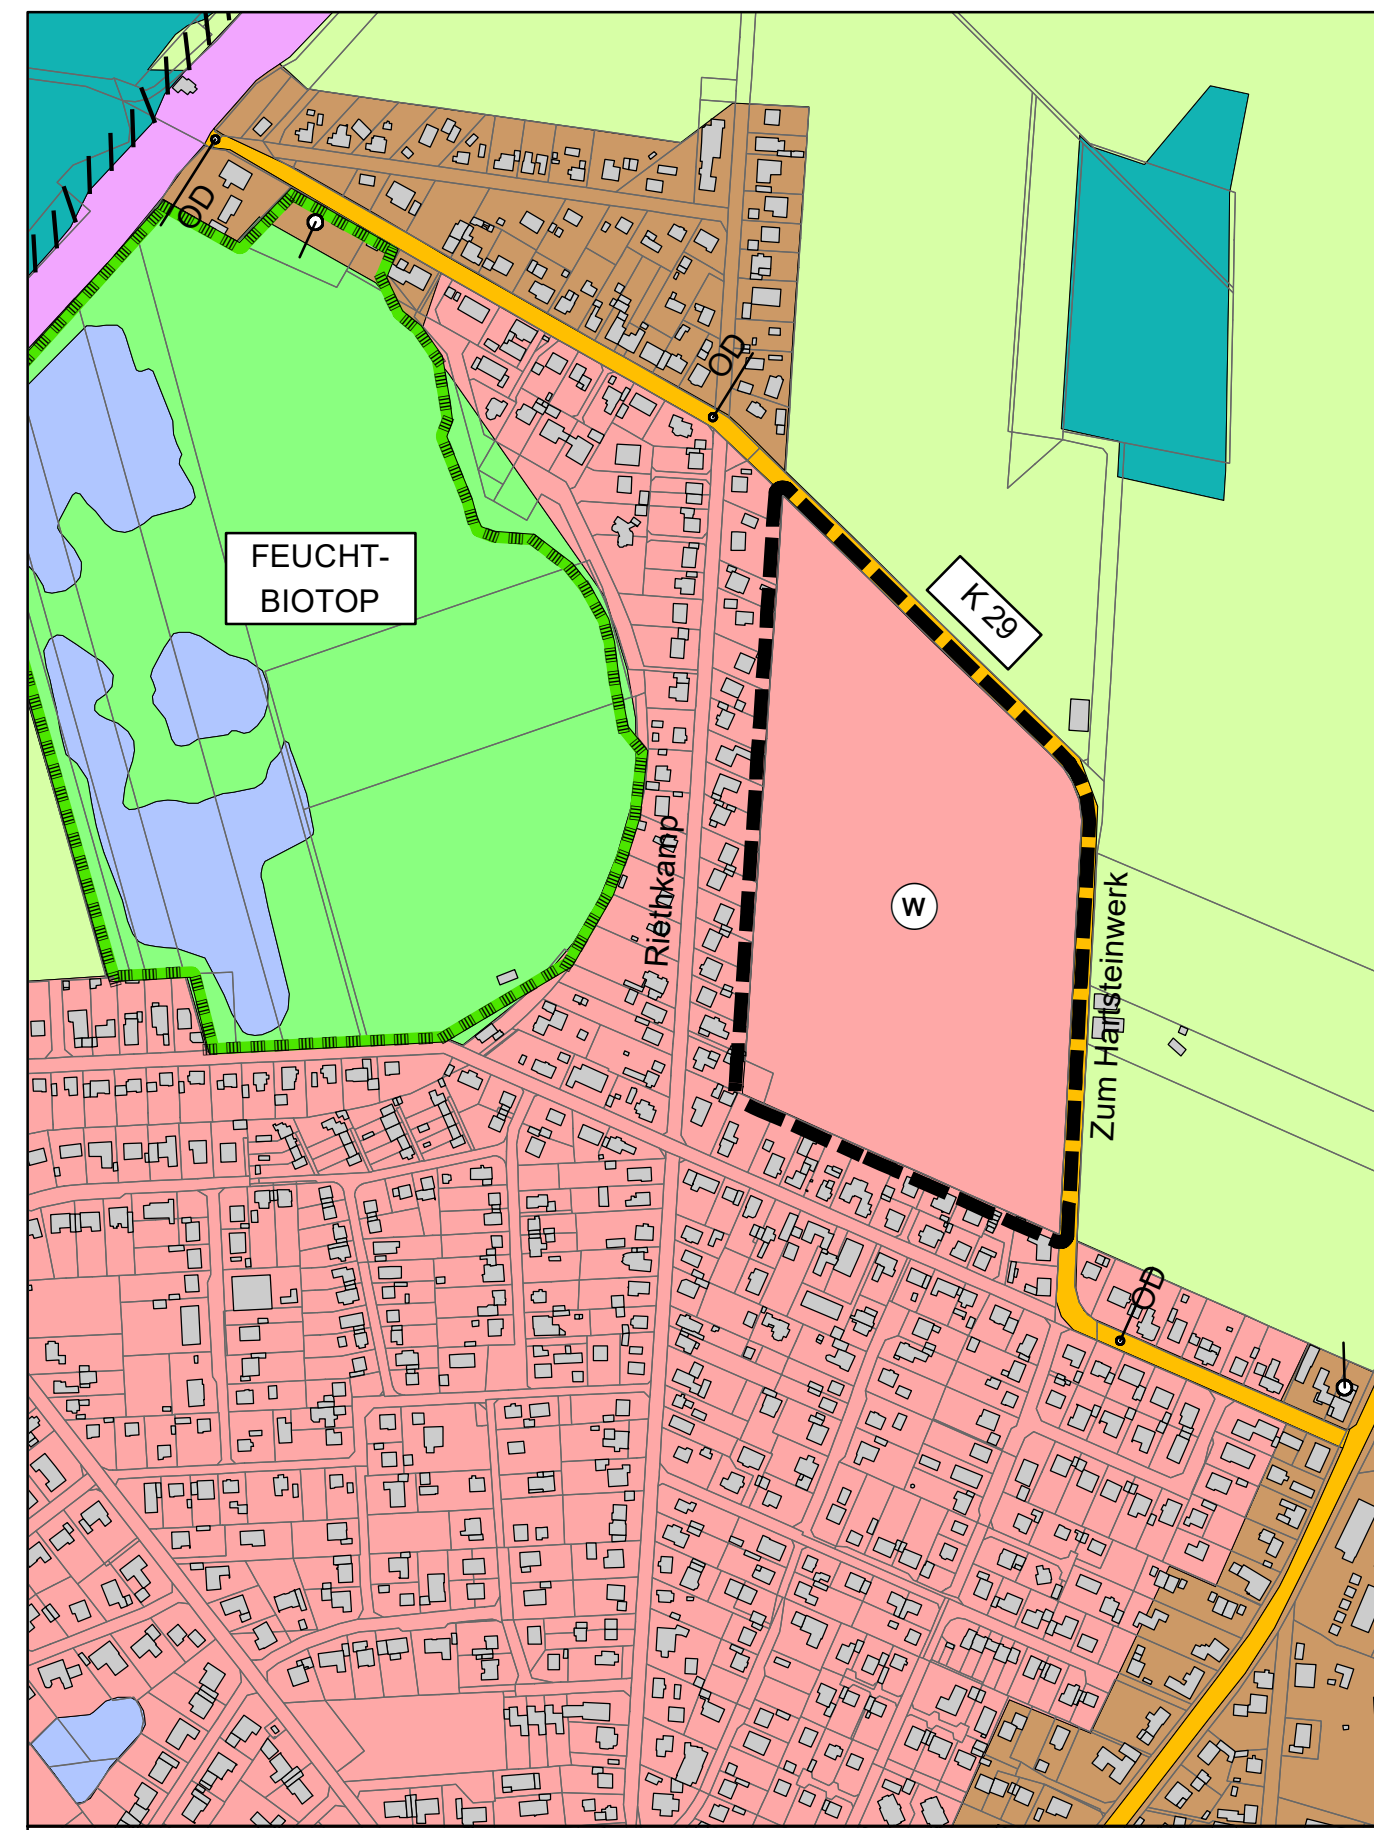 OD
OD
FEUCHT-
BIOTOP
K 29
Riethkamp
W
Zum Hartsteinwerk
OD